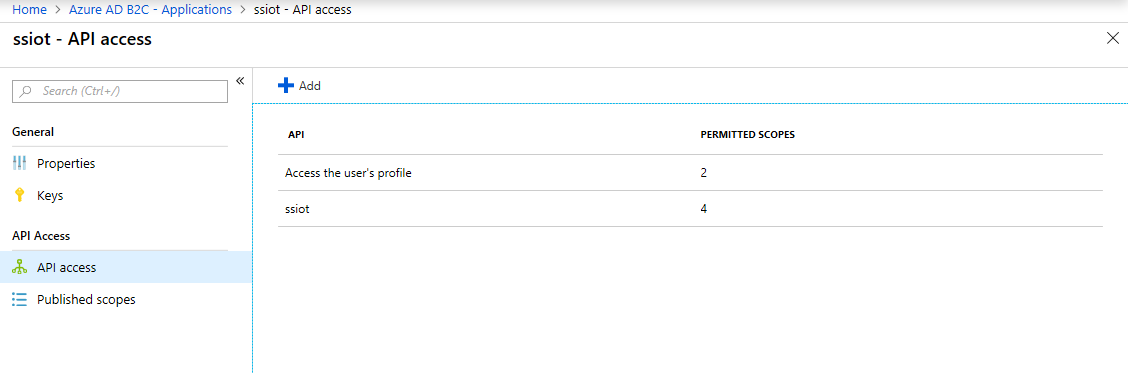 Home > Azure AD B2C - Applications > ssiot - API access
ssiot - API access
Search (Ctrl+/)
Add
General
Properties
Keys
API Access
API access
Published scopes
API PERMITTED SCOPES
Access the user's profile 2
ssiot 4